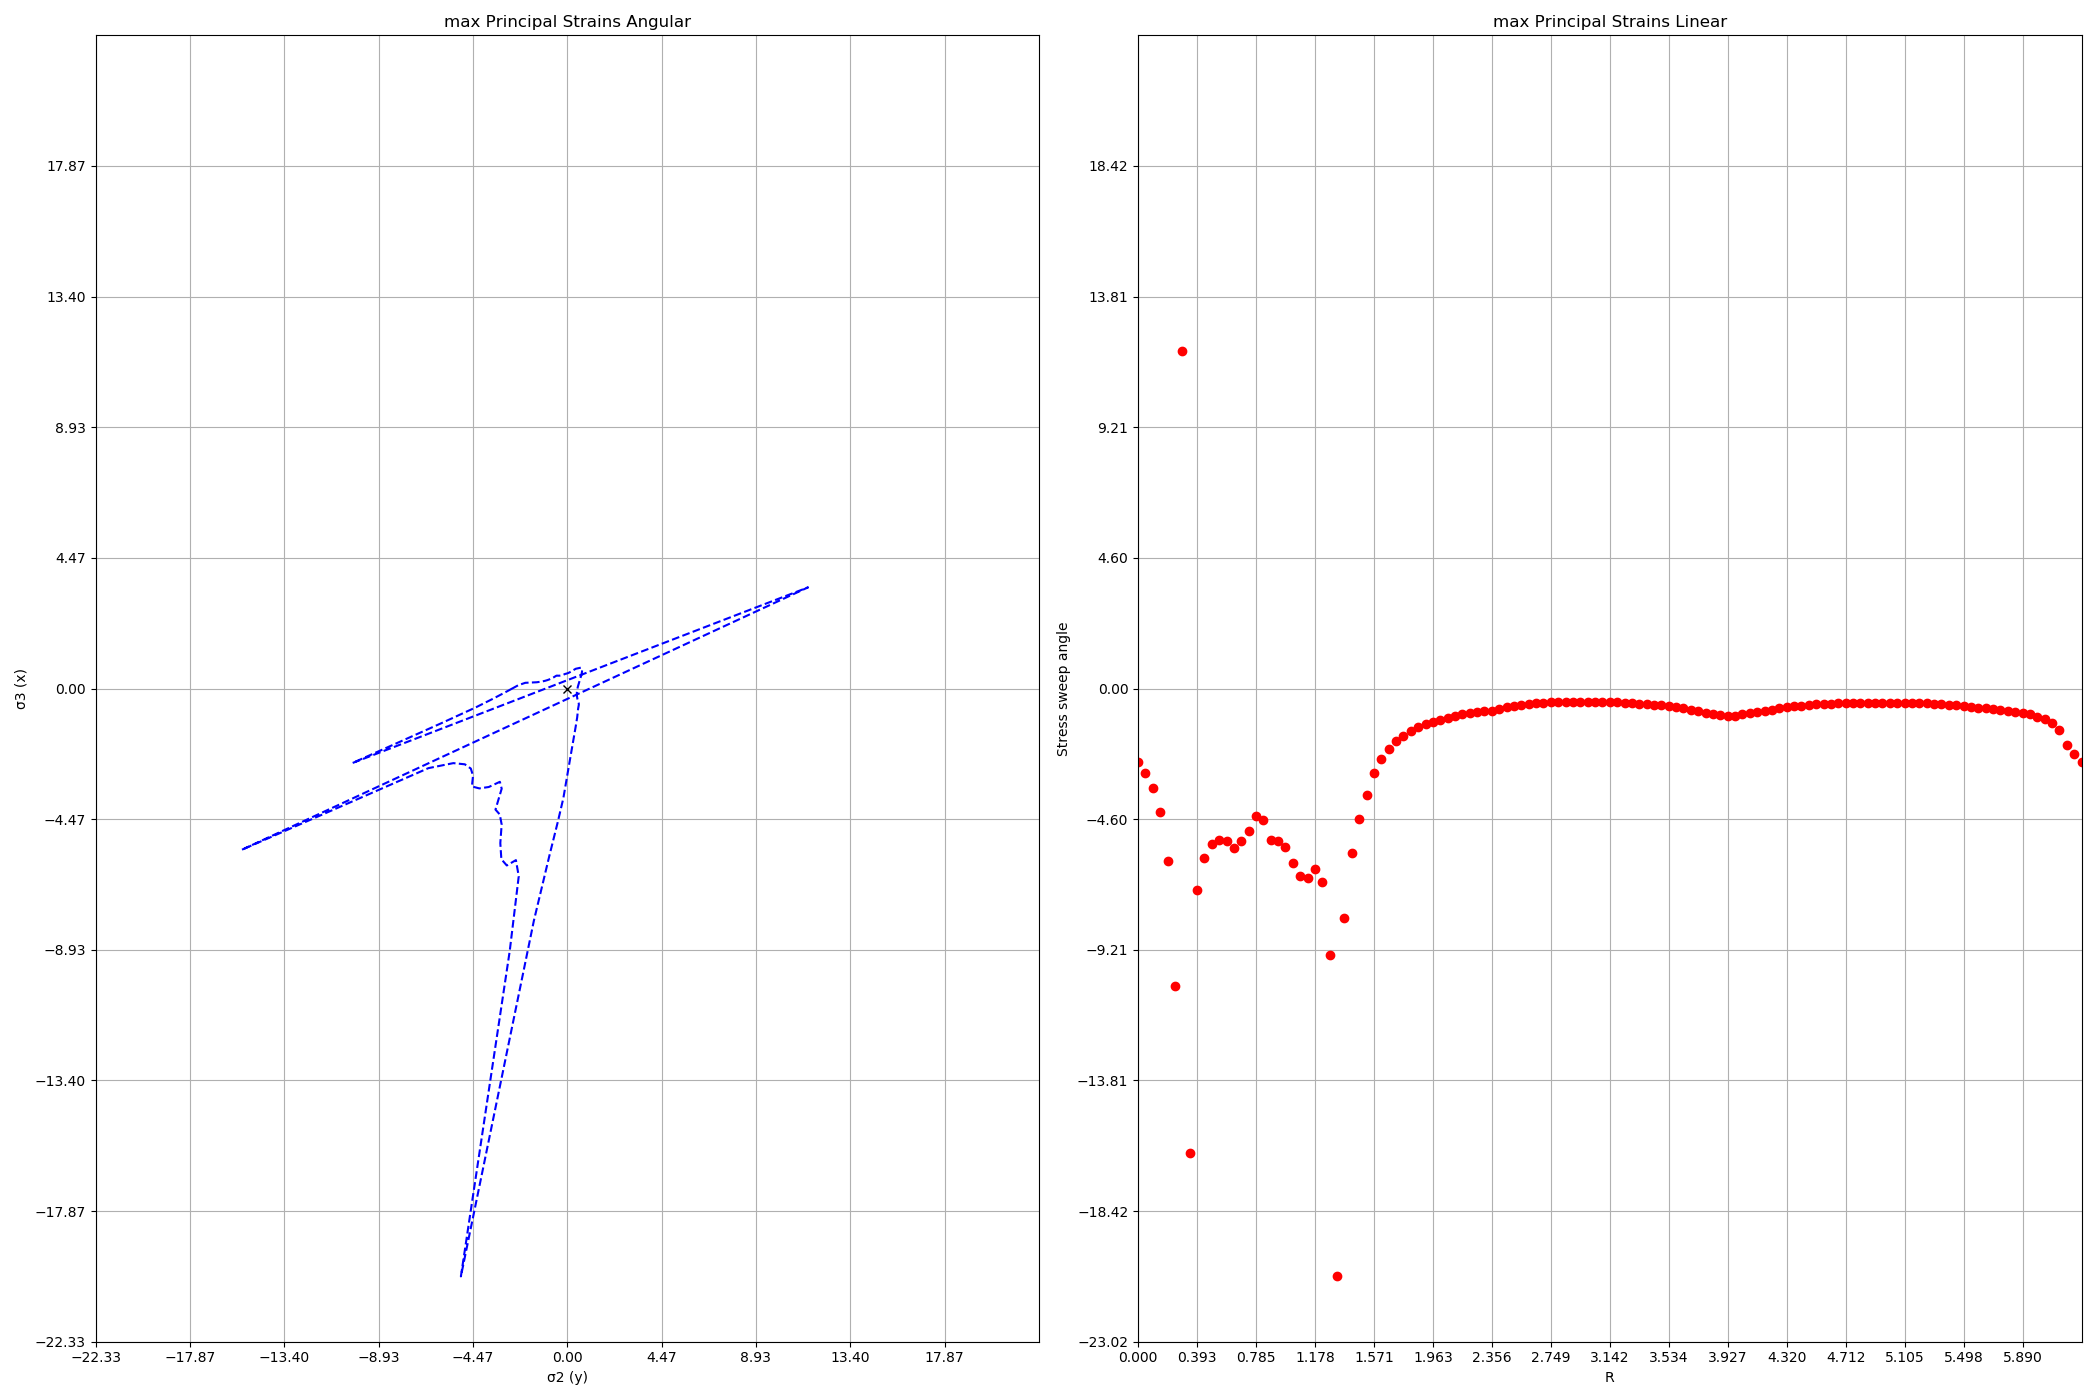 max Principal Strains Angular
17.87
13.40
8.93
4.47
0.00
−4.47
−8.93
−13.40
−17.87
−22.33
σ3 (x)
−22.33 −17.87 −13.40 −8.93 −4.47 0.00 4.47 8.93 13.40 17.87
σ2 (y)
max Principal Strains Linear
18.42
13.81
9.21
4.60
0.00
−4.60
−9.21
−13.81
−18.42
−23.02
Stress sweep angle
0.000 0.393 0.785 1.178 1.571 1.963 2.356 2.749 3.142 3.534 3.927 4.320 4.712 5.105 5.498 5.890
R